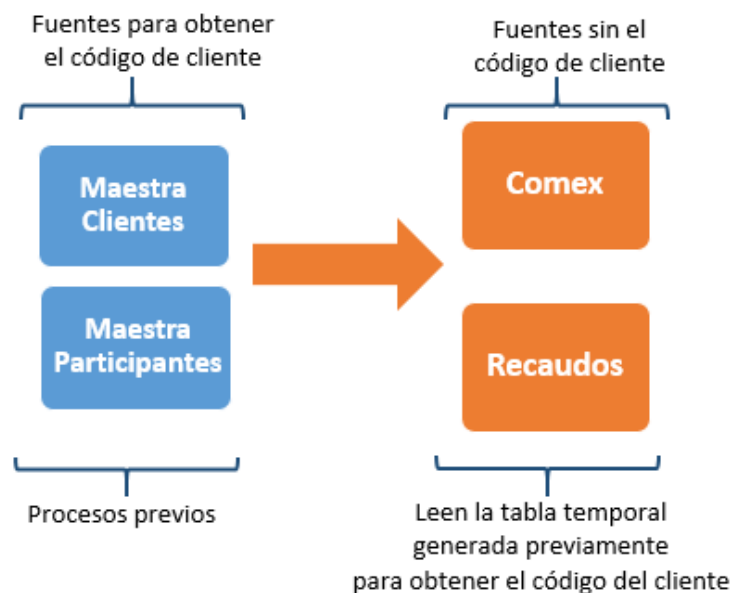 Fuentes para obtener
el código de cliente
Maestra
Clientes
Maestra
Participantes
Procesos previos
Fuentes sin el
código de cliente
Comex
Recaudos
Leen la tabla temporal
generada previamente
para obtener el código del cliente